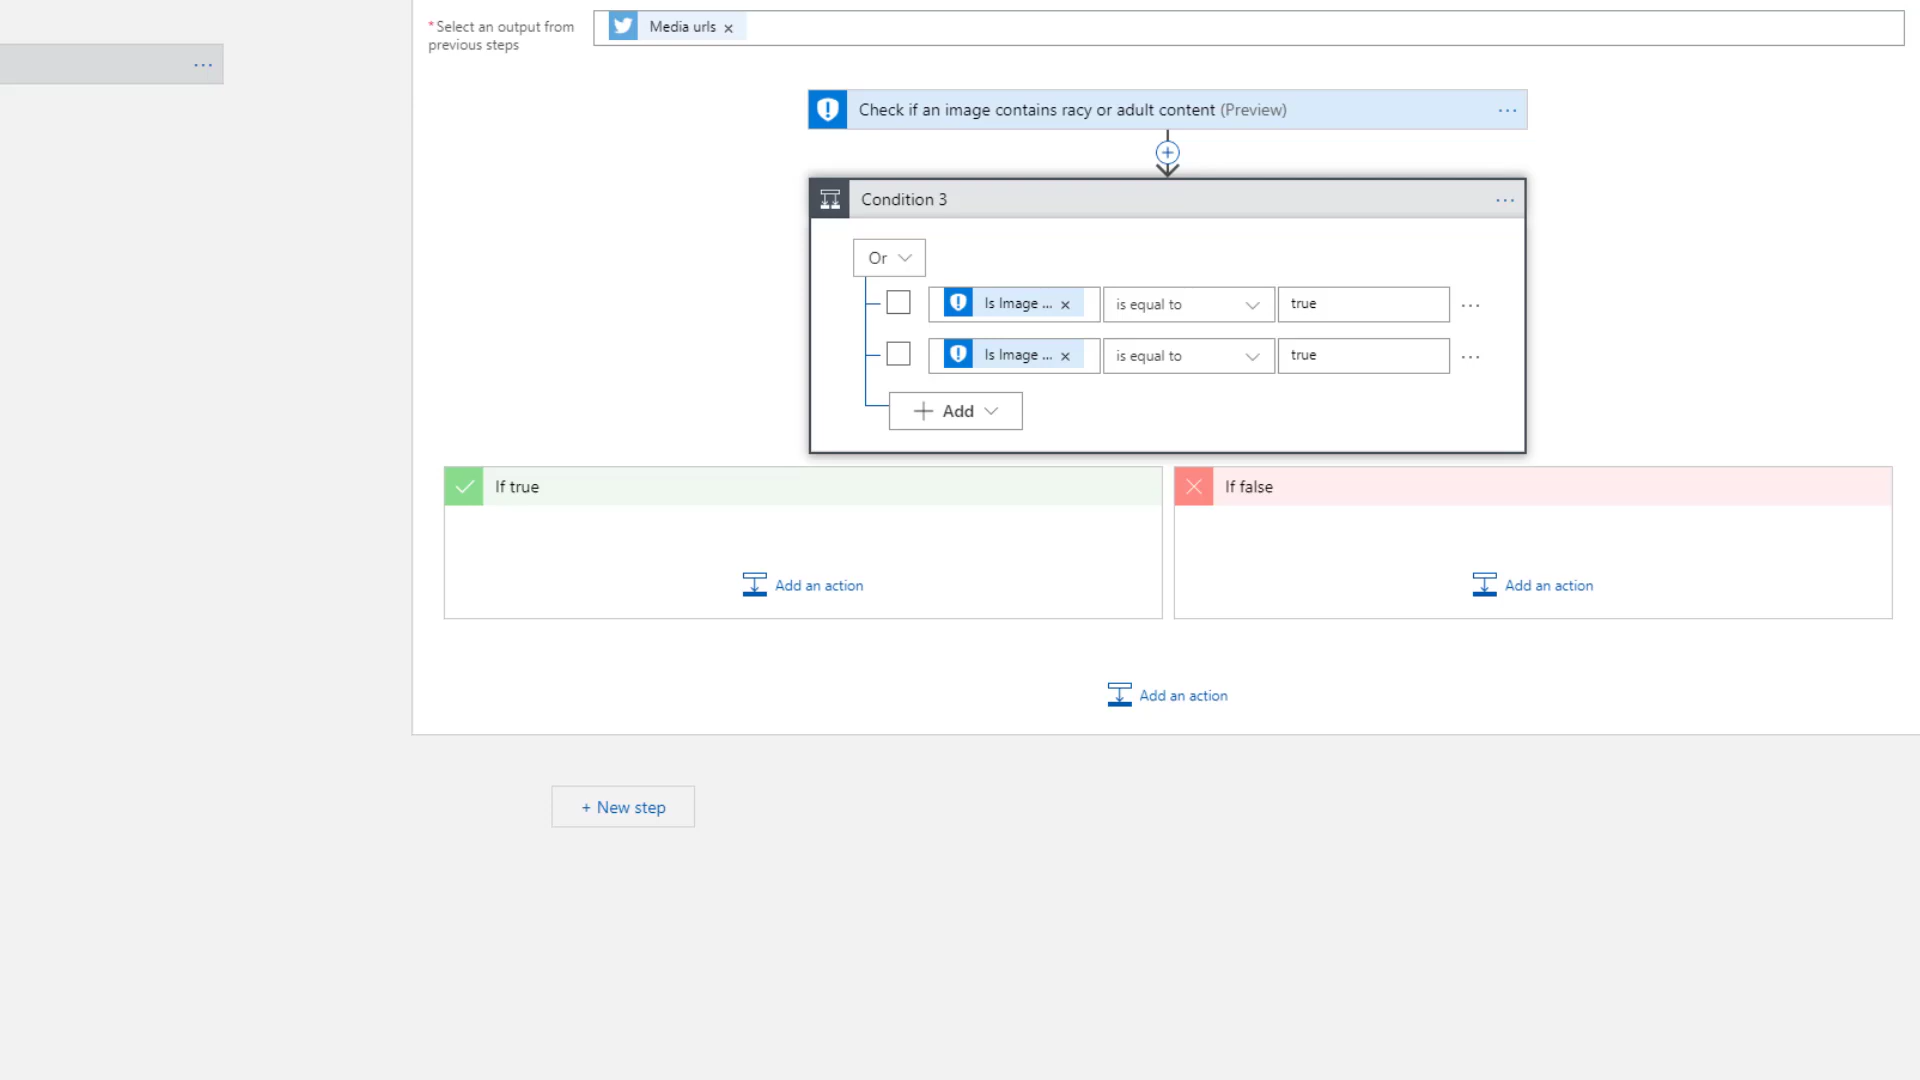 * Select an output from
previous steps
Media urls ×
Check if an image contains racy or adult content (Preview)
Condition 3
Or
Is Image ... × is equal to true
Is Image ... × is equal to true
+ Add
If true
If false
Add an action
Add an action
Add an action
+ New step